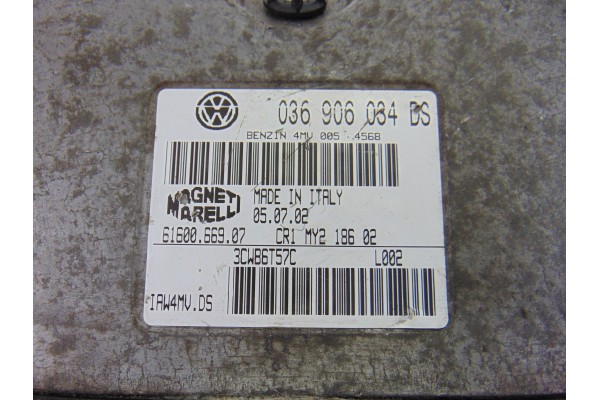 036 906 034 DS
BENZIN 4MV 005 .4568
MAGNETI
MARELLI
MADE IN ITALY
05.07.02
61600.669.07 CR1 MY2 186 02
3CWB6T57C L002
IAW4MV.DS